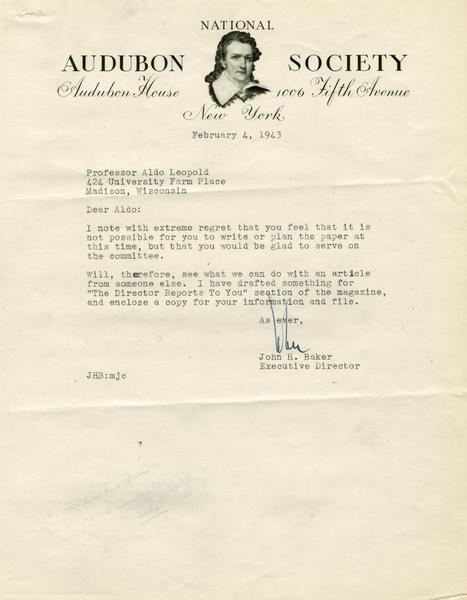 NATIONAL
AUDUBON SOCIETY
Audubon House 1006 Fifth Avenue
New York
February 4, 1943
Professor Aldo Leopold
424 University Farm Place
Madison, Wisconsin
Dear Aldo:
I note with extreme regret that you feel that it is
not possible for you to write or plan the paper at
this time, but that you would be glad to serve on
the committee.
Will, therefore, see what we can do with an article
from someone else. I have drafted something for
"The Director Reports To You" section of the magazine,
and enclose a copy for your information and file.
As ever,
John
John H. Baker
Executive Director
JHB:mjc